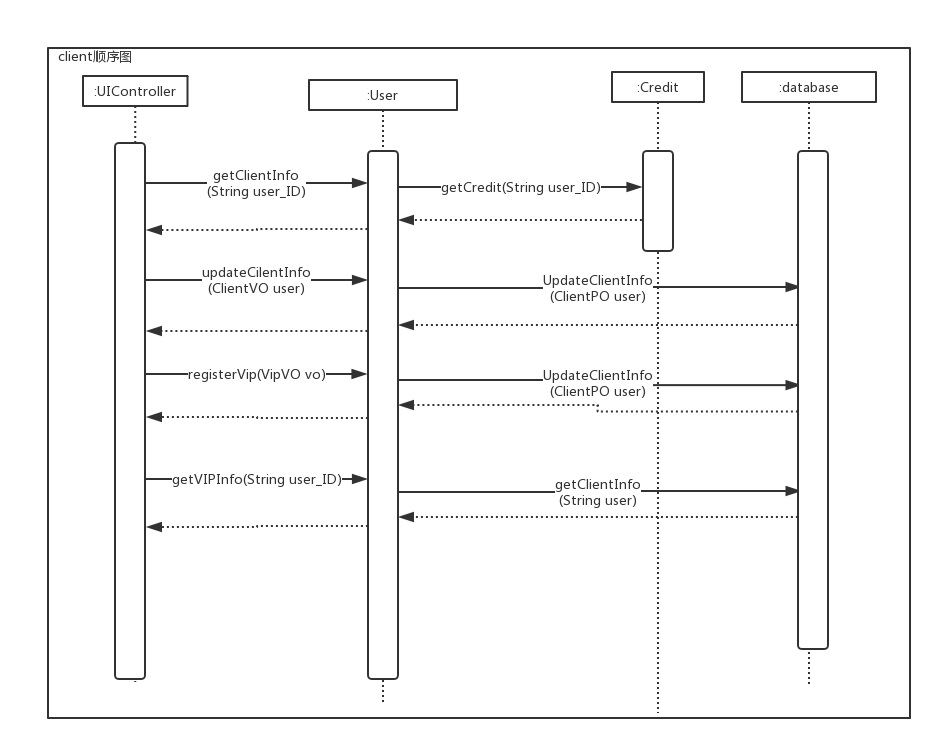 client顺序图
:UIController
:User
:Credit
:database
getClientInfo
(String user_ID)
getCredit(String user_ID)
updateCilentInfo
(ClientVO user)
UpdateClientInfo
(ClientPO user)
registerVip(VipVO vo)
UpdateClientInfo
(ClientPO user)
getVIPInfo(String user_ID)
getClientInfo
(String user)